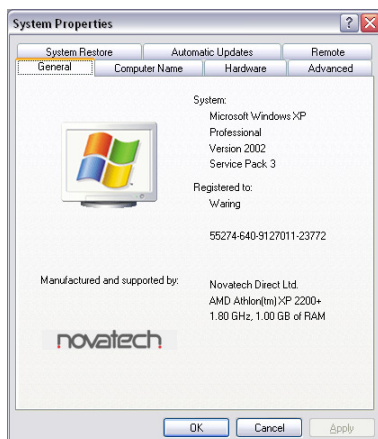 System Properties
System Restore
Automatic Updates
Remote
General
Computer Name
Hardware
Advanced
System:
Microsoft Windows XP
Professional
Version 2002
Service Pack 3
Registered to:
Waring
55274-640-9127011-23772
Manufactured and supported by:
Novatech Direct Ltd.
AMD Athlon(tm) XP 2200+
1.80 GHz, 1.00 GB of RAM
novatech
OK
Cancel
Apply